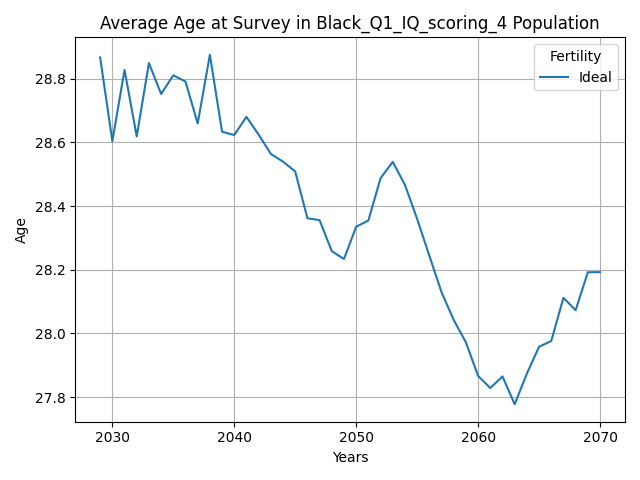 Average Age at Survey in Black_Q1_IQ_scoring_4 Population
Fertility
Ideal
28.8
28.6
28.4
28.2
28.0
27.8
Age
2030 2040 2050 2060 2070
Years